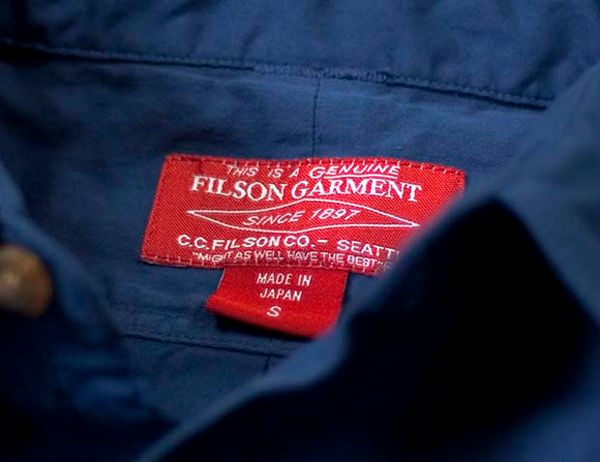 THIS IS A GENUINE
FILSON GARMENT
SINCE 1897
C.C. FILSON CO. – SEATT
"MIGHT AS WELL HAVE THE BEST"
MADE IN
JAPAN
S